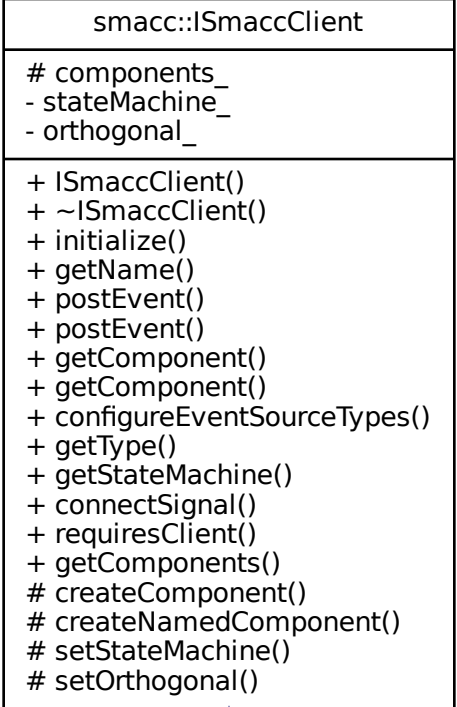 smacc::ISmaccClient
# components_
- stateMachine_
- orthogonal_
+ ISmaccClient()
+ ~ISmaccClient()
+ initialize()
+ getName()
+ postEvent()
+ postEvent()
+ getComponent()
+ getComponent()
+ configureEventSourceTypes()
+ getType()
+ getStateMachine()
+ connectSignal()
+ requiresClient()
+ getComponents()
# createComponent()
# createNamedComponent()
# setStateMachine()
# setOrthogonal()